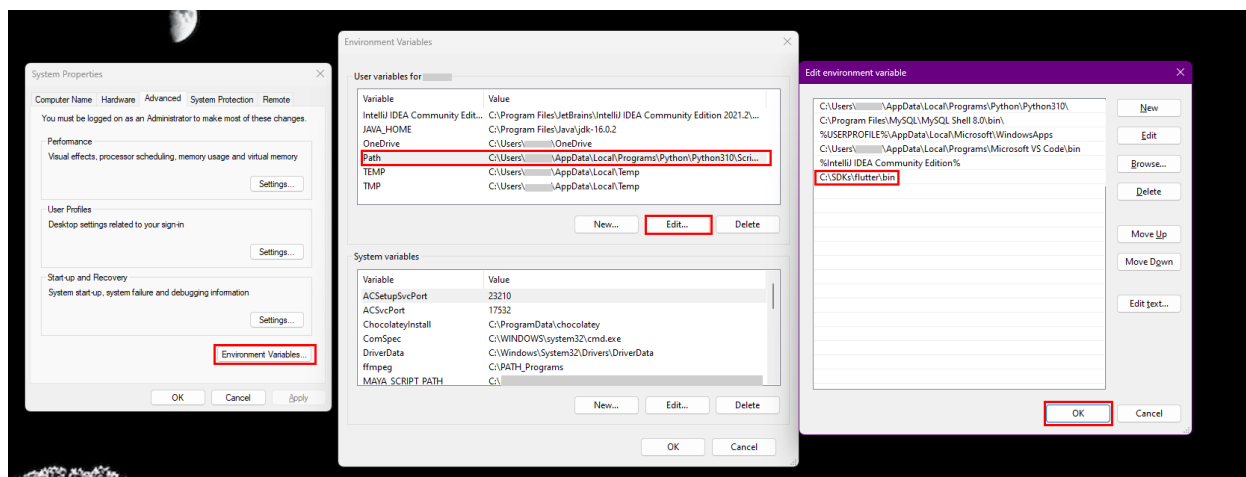 System Properties
Computer Name Hardware Advanced System Protection Remote
You must be logged on as an Administrator to make most of these changes.
Performance
Visual effects, processor scheduling, memory usage and virtual memory
Settings...
User Profiles
Desktop settings related to your sign-in
Settings...
Start-up and Recovery
System start-up, system failure and debugging information
Settings...
Environment Variables...
OK Cancel Apply
Environment Variables
User variables for
Variable Value
IntelliJ IDEA Community Edit... C:\Program Files\JetBrains\IntelliJ IDEA Community Edition 2021.2\...
JAVA_HOME C:\Program Files\Java\jdk-16.0.2
OneDrive C:\Users\ \OneDrive
Path C:\Users\ \AppData\Local\Programs\Python\Python310\Scri...
TEMP C:\Users\ \AppData\Local\Temp
TMP C:\Users\ \AppData\Local\Temp
New... Edit... Delete
System variables
Variable Value
ACSetupSvcPort 23210
ACSvcPort 17532
ChocolateyInstall C:\ProgramData\chocolatey
ComSpec C:\WINDOWS\system32\cmd.exe
DriverData C:\Windows\System32\Drivers\DriverData
ffmpeg C:\PATH_Programs
MAYA_SCRIPT_PATH C:\
New... Edit... Delete
OK Cancel
Edit environment variable
C:\Users\ \AppData\Local\Programs\Python\Python310\
C:\Program Files\MySQL\MySQL Shell 8.0\bin\
%USERPROFILE%\AppData\Local\Microsoft\WindowsApps
C:\Users\ \AppData\Local\Programs\Microsoft VS Code\bin
%IntelliJ IDEA Community Edition%
C:\SDKs\flutter\bin
New
Edit
Browse...
Delete
Move Up
Move Down
Edit text...
OK Cancel